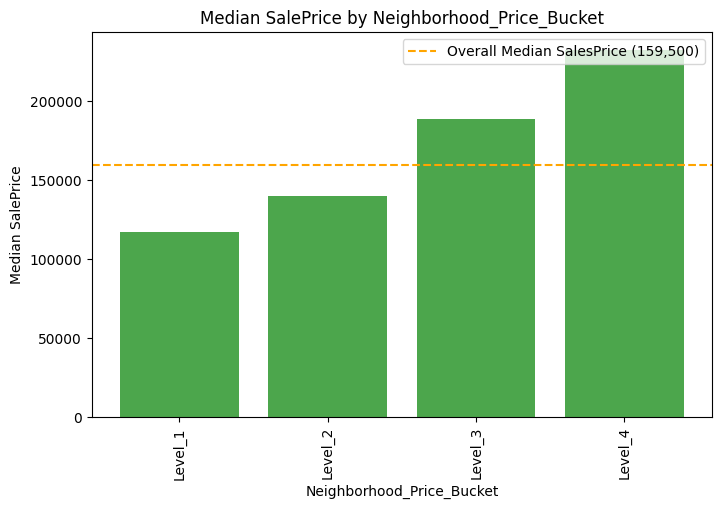 Median SalePrice by Neighborhood_Price_Bucket
Overall Median SalesPrice (159,500)
Median SalePrice
200000
150000
100000
50000
0
Level_1
Level_2
Level_3
Level_4
Neighborhood_Price_Bucket